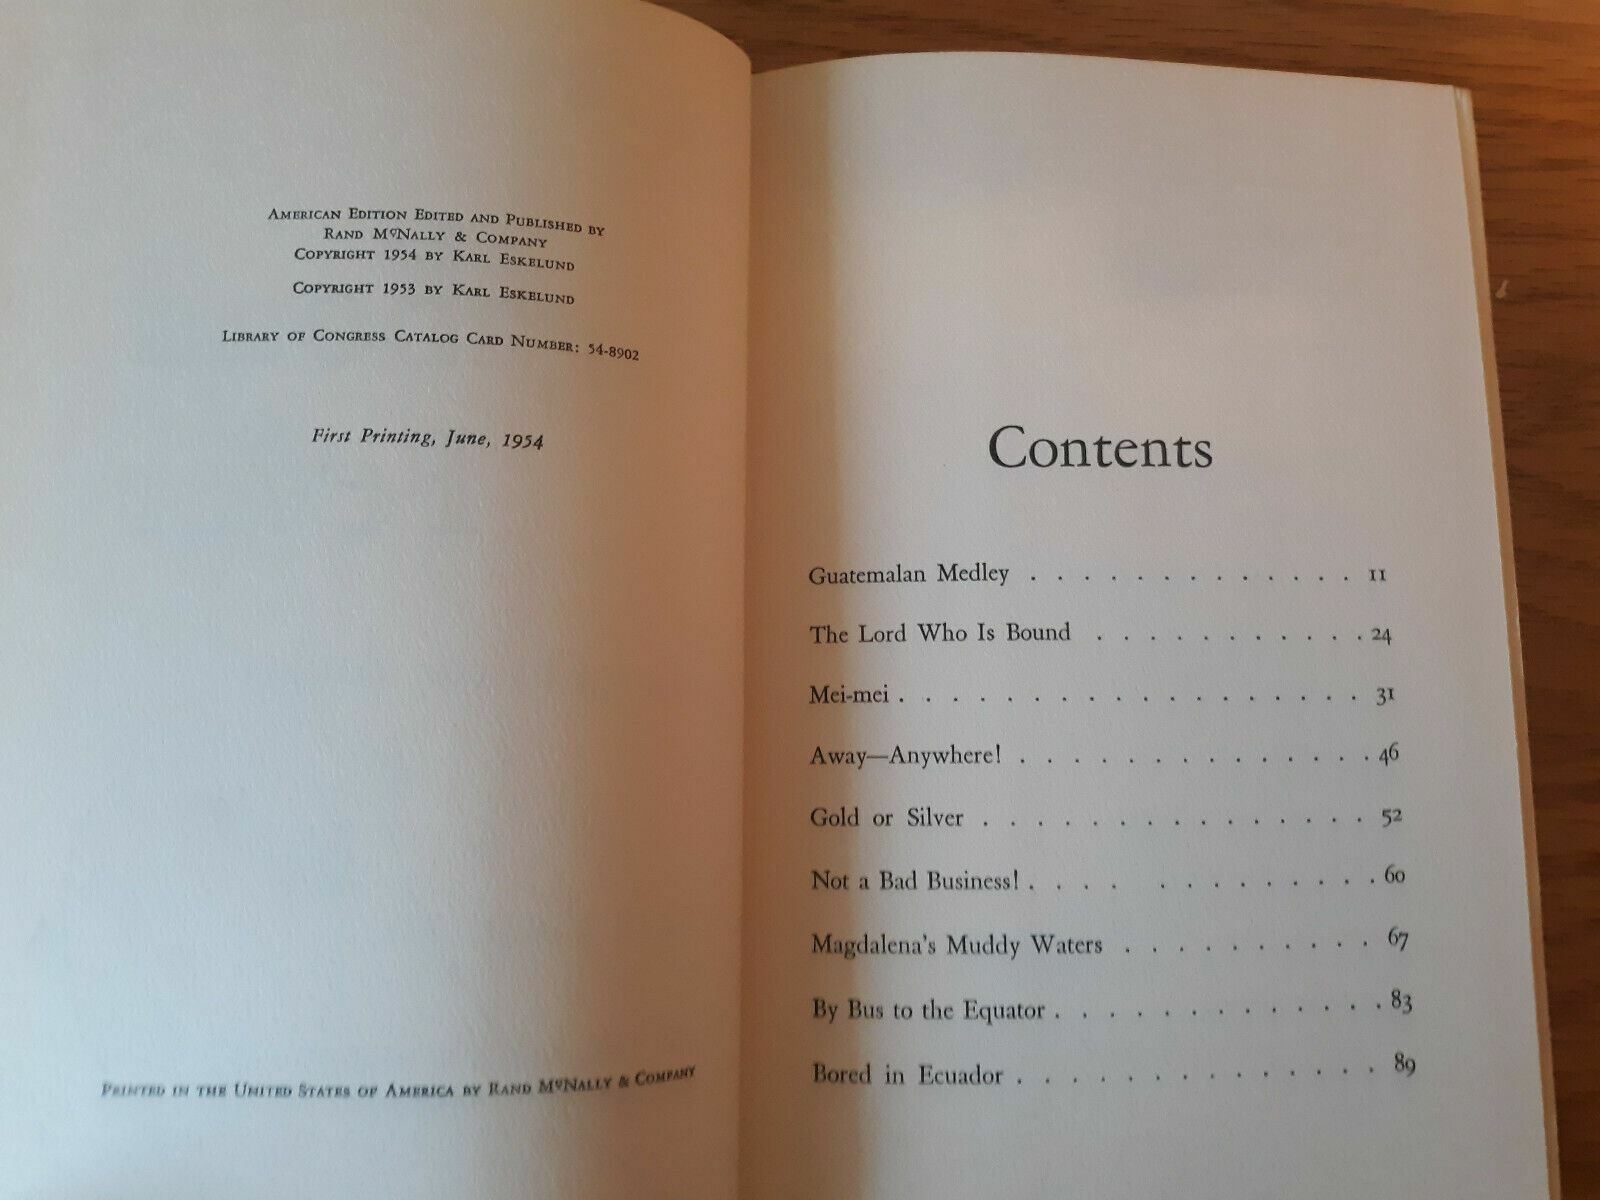 American Edition Edited and Published by
Rand McNally & Company
Copyright 1954 by Karl Eskelund
Copyright 1953 by Karl Eskelund
Library of Congress Catalog Card Number: 54-8902
First Printing, June, 1954
Printed in the United States of America by Rand McNally & Company
Contents
Guatemalan Medley . . . . . . . . . . . . . 11
The Lord Who Is Bound . . . . . . . . . . . 24
Mei-mei . . . . . . . . . . . . . . . . . . 31
Away—Anywhere! . . . . . . . . . . . . . . 46
Gold or Silver . . . . . . . . . . . . . . . 52
Not a Bad Business! . . . . . . . . . . . . . 60
Magdalena's Muddy Waters . . . . . . . . . . 67
By Bus to the Equator . . . . . . . . . . . . . 83
Bored in Ecuador . . . . . . . . . . . . . . 89